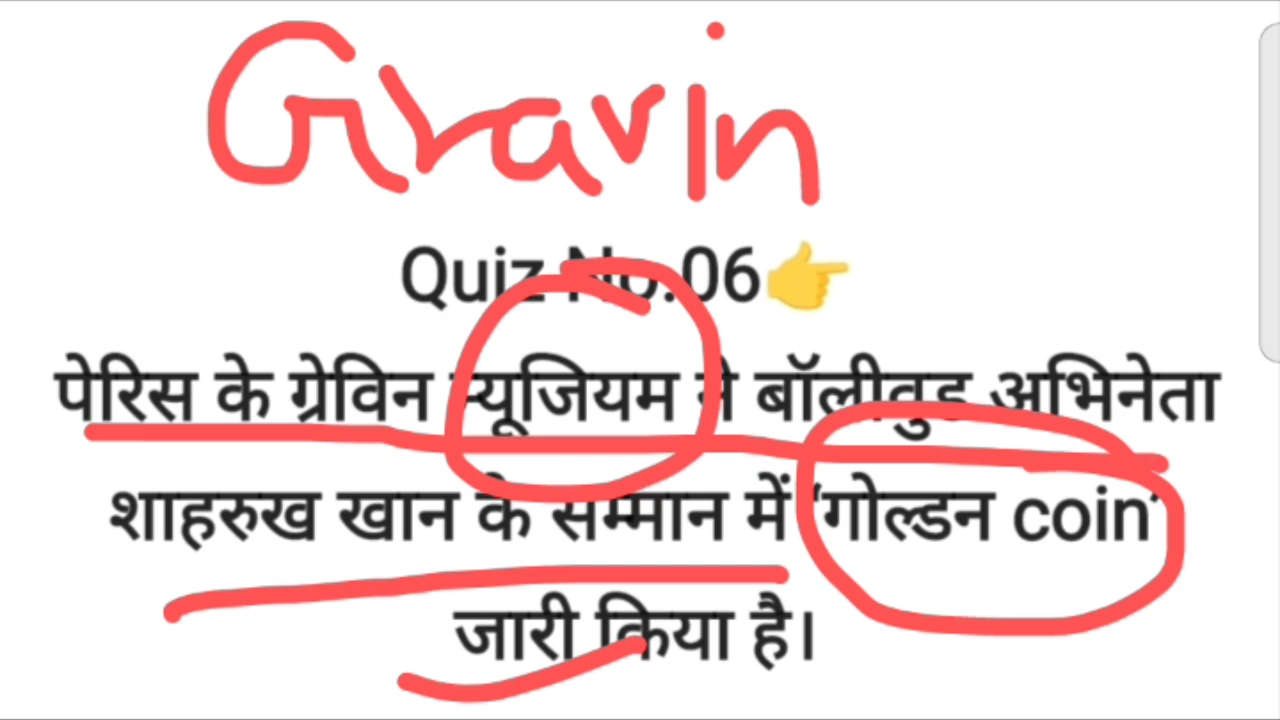 Gravin
Quiz No.06👉
पेरिस के ग्रेविन म्यूजियम ने बॉलीवुड अभिनेता
शाहरुख खान के सम्मान में ‘गोल्डन coin’
जारी किया है।